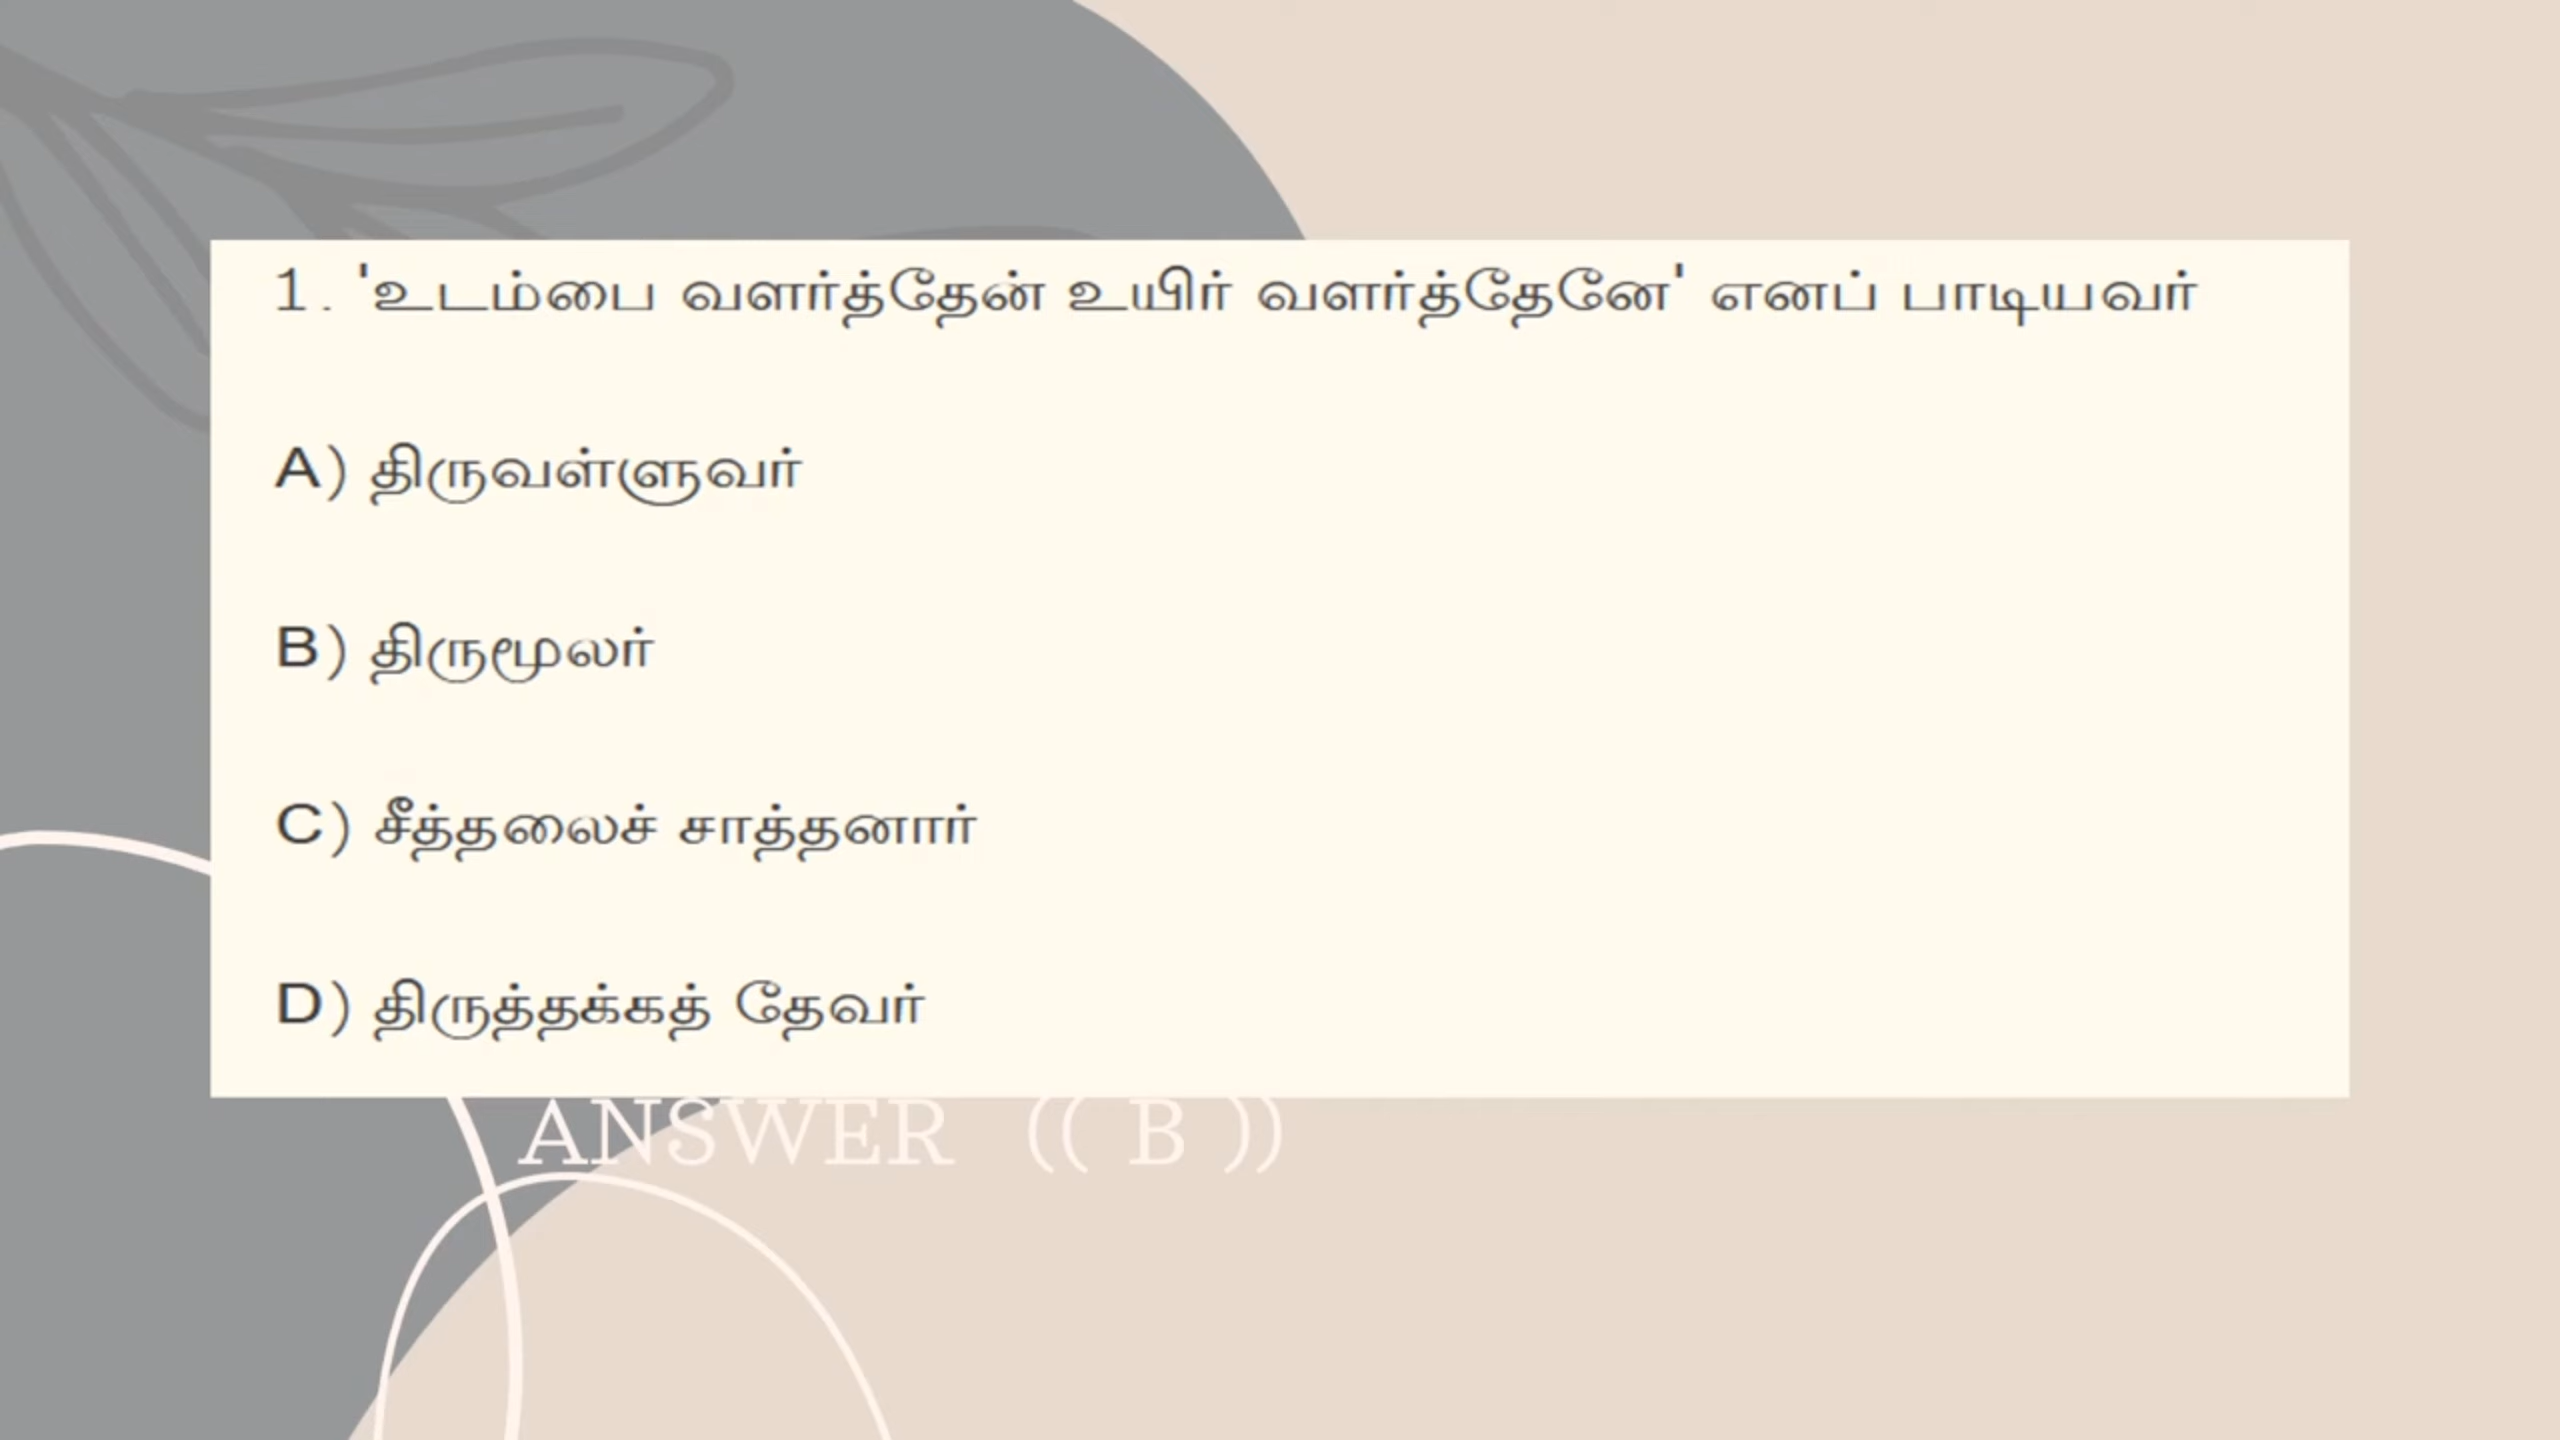 1. 'உடம்பை வளர்த்தேன் உயிர் வளர்த்தேனே' எனப் பாடியவர்
A) திருவள்ளுவர்
B) திருமூலர்
C) சீத்தலைச் சாத்தனார்
D) திருத்தக்கத் தேவர்
ANSWER (( B ))